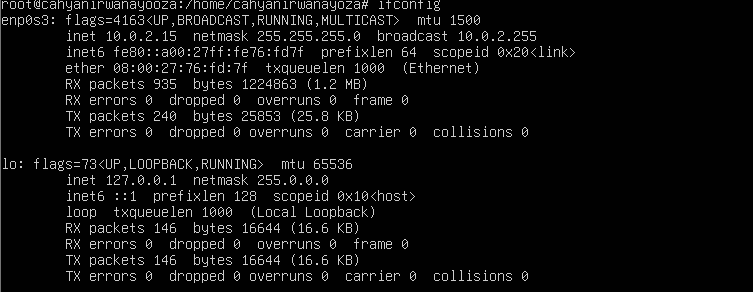 root@cahyanirwanayooza:/home/cahyanirwanayoza# ifconfig
enp0s3: flags=4163<UP,BROADCAST,RUNNING,MULTICAST>  mtu 1500
        inet 10.0.2.15  netmask 255.255.255.0  broadcast 10.0.2.255
        inet6 fe80::a00:27ff:fe76:fd7f  prefixlen 64  scopeid 0x20<link>
        ether 08:00:27:76:fd:7f  txqueuelen 1000  (Ethernet)
        RX packets 935  bytes 1224863 (1.2 MB)
        RX errors 0  dropped 0  overruns 0  frame 0
        TX packets 240  bytes 25853 (25.8 KB)
        TX errors 0  dropped 0 overruns 0  carrier 0  collisions 0

lo: flags=73<UP,LOOPBACK,RUNNING>  mtu 65536
        inet 127.0.0.1  netmask 255.0.0.0
        inet6 ::1  prefixlen 128  scopeid 0x10<host>
        loop  txqueuelen 1000  (Local Loopback)
        RX packets 146  bytes 16644 (16.6 KB)
        RX errors 0  dropped 0  overruns 0  frame 0
        TX packets 146  bytes 16644 (16.6 KB)
        TX errors 0  dropped 0 overruns 0  carrier 0  collisions 0